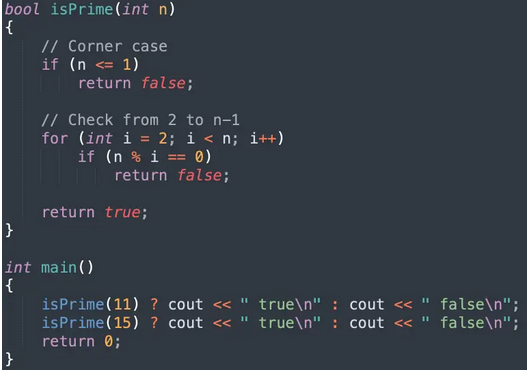 bool isPrime(int n)
{
    // Corner case
    if (n <= 1)
        return false;

    // Check from 2 to n-1
    for (int i = 2; i < n; i++)
        if (n % i == 0)
            return false;

    return true;
}

int main()
{
    isPrime(11) ? cout << " true\n" : cout << " false\n";
    isPrime(15) ? cout << " true\n" : cout << " false\n";
    return 0;
}